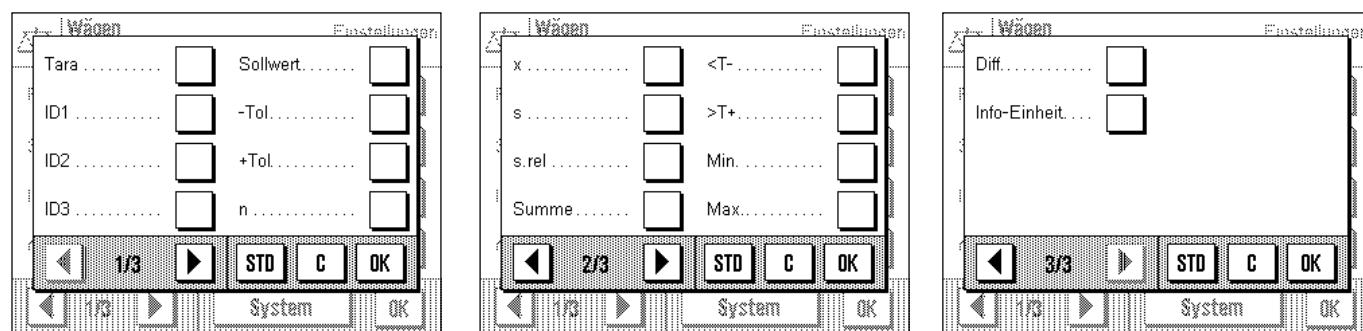 Wägen Einstellungen
Tara ........... Sollwert.......
ID1 ........... -Tol...........
ID2 ........... +Tol...........
ID3 ........... n .............
1/3 STD C OK
1/3 System OK
Wägen Einstellungen
x ............. <T- ...........
s ............. >T+...........
s.rel .......... Min............
Summe....... Max...........
2/3 STD C OK
1/3 System OK
Wägen Einstellungen
Diff............
Info-Einheit.....
3/3 STD C OK
1/3 System OK